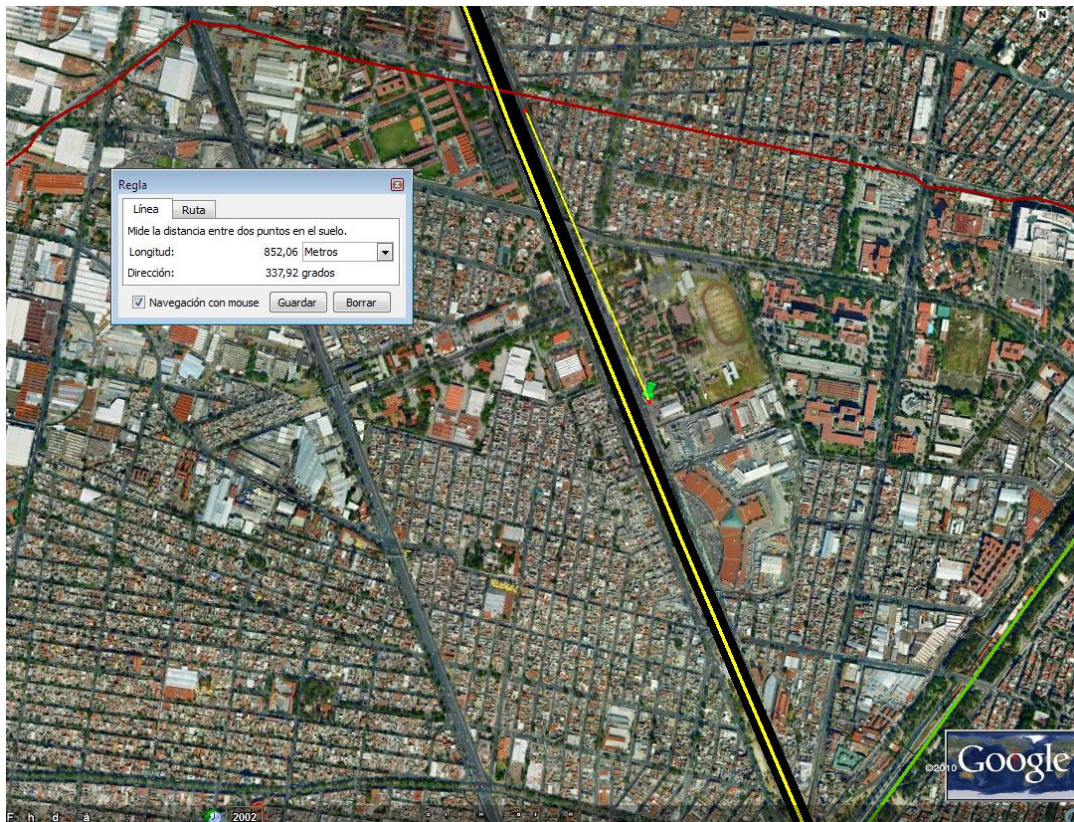 N
Regla
Línea Ruta
Mide la distancia entre dos puntos en el suelo.
Longitud: 852,06 Metros
Dirección: 337,92 grados
Navegación con mouse Guardar Borrar
©2010 Google
2002